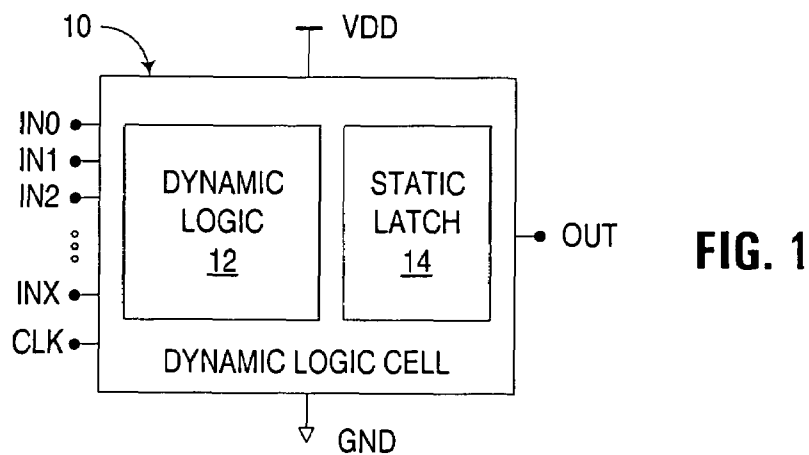 10
VDD
IN0
IN1
IN2
INX
CLK
DYNAMIC
LOGIC
12
STATIC
LATCH
14
OUT
DYNAMIC LOGIC CELL
GND
FIG. 1